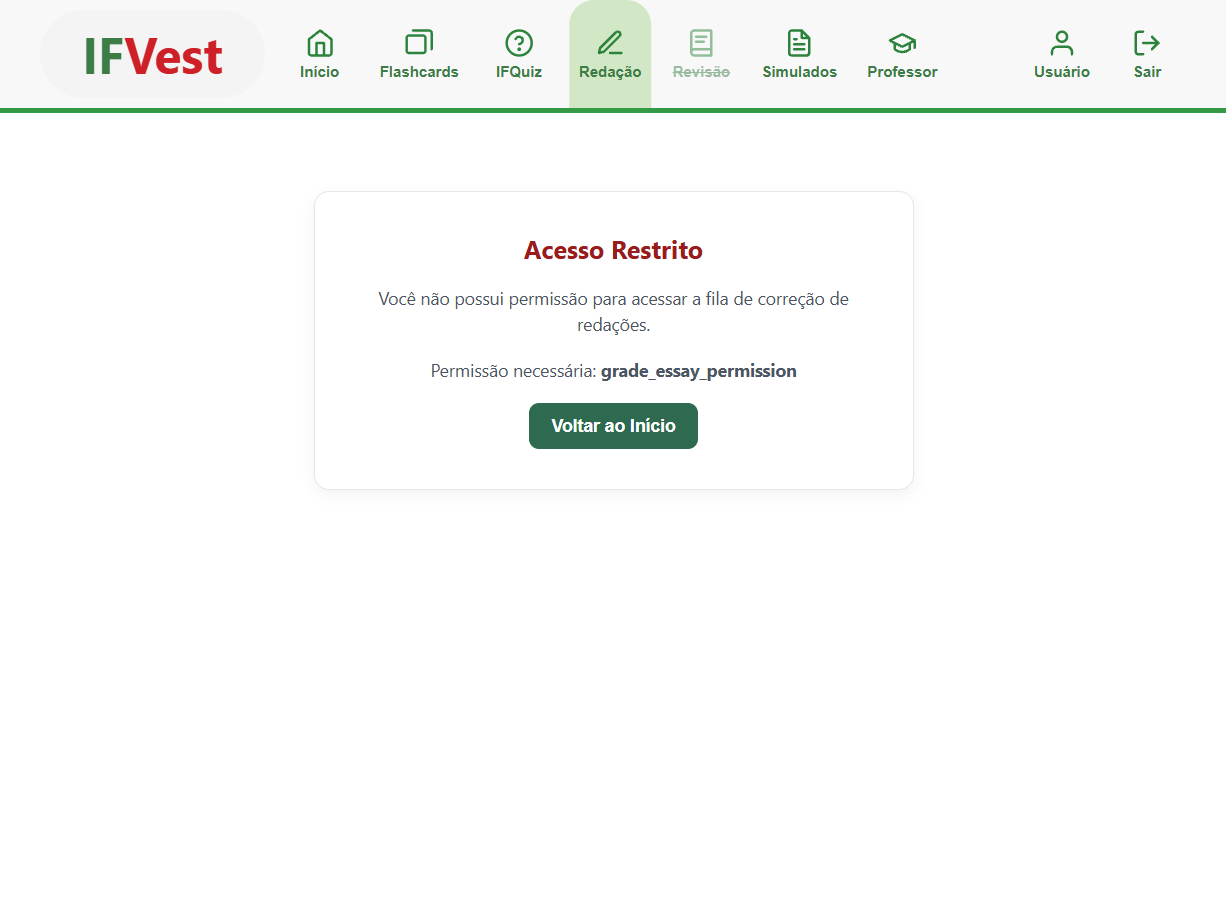 IFVest
Início
Flashcards
IFQuiz
Redação
Revisão
Simulados
Professor
Usuário
Sair
Acesso Restrito
Você não possui permissão para acessar a fila de correção de
redações.
Permissão necessária: grade_essay_permission
Voltar ao Início